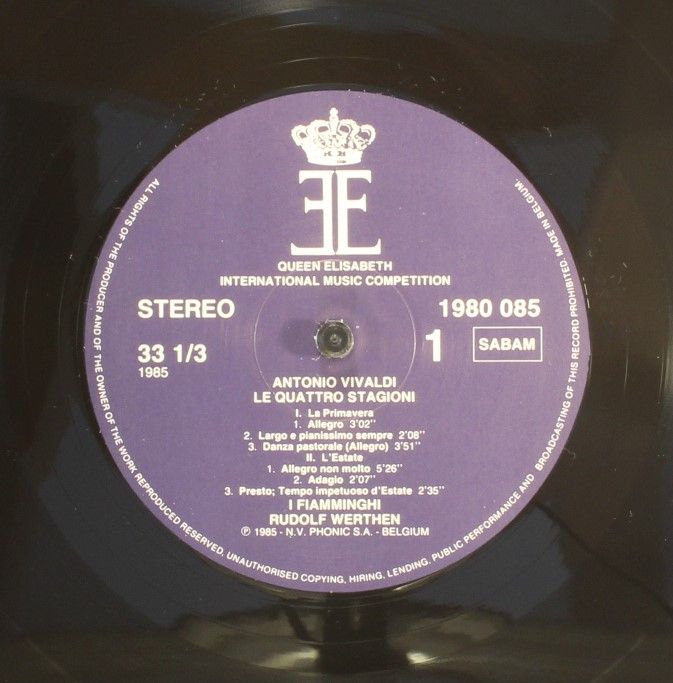 ƎE
QUEEN ELISABETH
INTERNATIONAL MUSIC COMPETITION
STEREO
1980 085
33 1/3
1
SABAM
1985
ANTONIO VIVALDI
LE QUATTRO STAGIONI
I. La Primavera
1. Allegro 3'02''
2. Largo e pianissimo sempre 2'08''
3. Danza pastorale (Allegro) 3'51''
II. L'Estate
1. Allegro non molto 5'26''
2. Adagio 2'07''
3. Presto; Tempo impetuoso d'Estate 2'35''
I FIAMMINGHI
RUDOLF WERTHEN
℗ 1985 - N.V. PHONIC S.A. - BELGIUM
ALL RIGHTS OF THE PRODUCER AND OF THE OWNER OF THE WORK REPRODUCED RESERVED. UNAUTHORISED COPYING, HIRING, LENDING, PUBLIC PERFORMANCE AND BROADCASTING OF THIS RECORD PROHIBITED. MADE IN BELGIUM